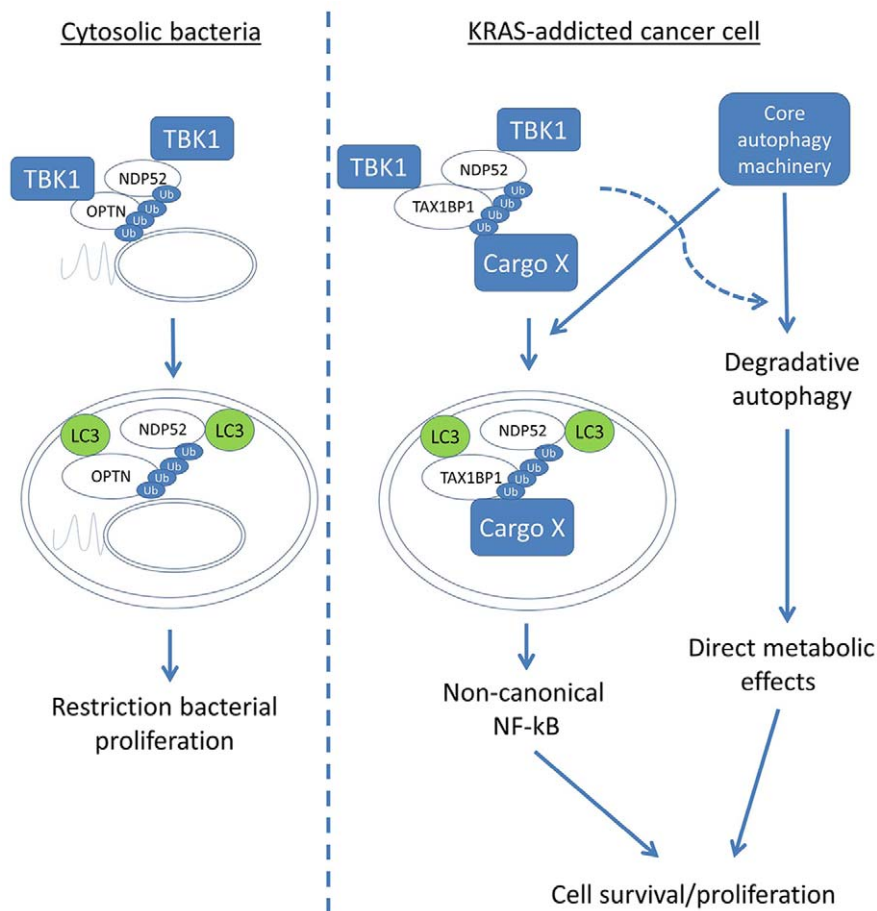 Cytosolic bacteria
TBK1
TBK1
NDP52
OPTN
Ub
Ub
Ub
Ub
LC3
NDP52
LC3
OPTN
Ub
Ub
Ub
Ub
Restriction bacterial
proliferation
KRAS-addicted cancer cell
TBK1
TBK1
NDP52
TAX1BP1
Ub
Ub
Ub
Ub
Cargo X
Core
autophagy
machinery
LC3
NDP52
LC3
TAX1BP1
Ub
Ub
Ub
Ub
Cargo X
Degradative
autophagy
Non-canonical
NF-kB
Direct metabolic
effects
Cell survival/proliferation